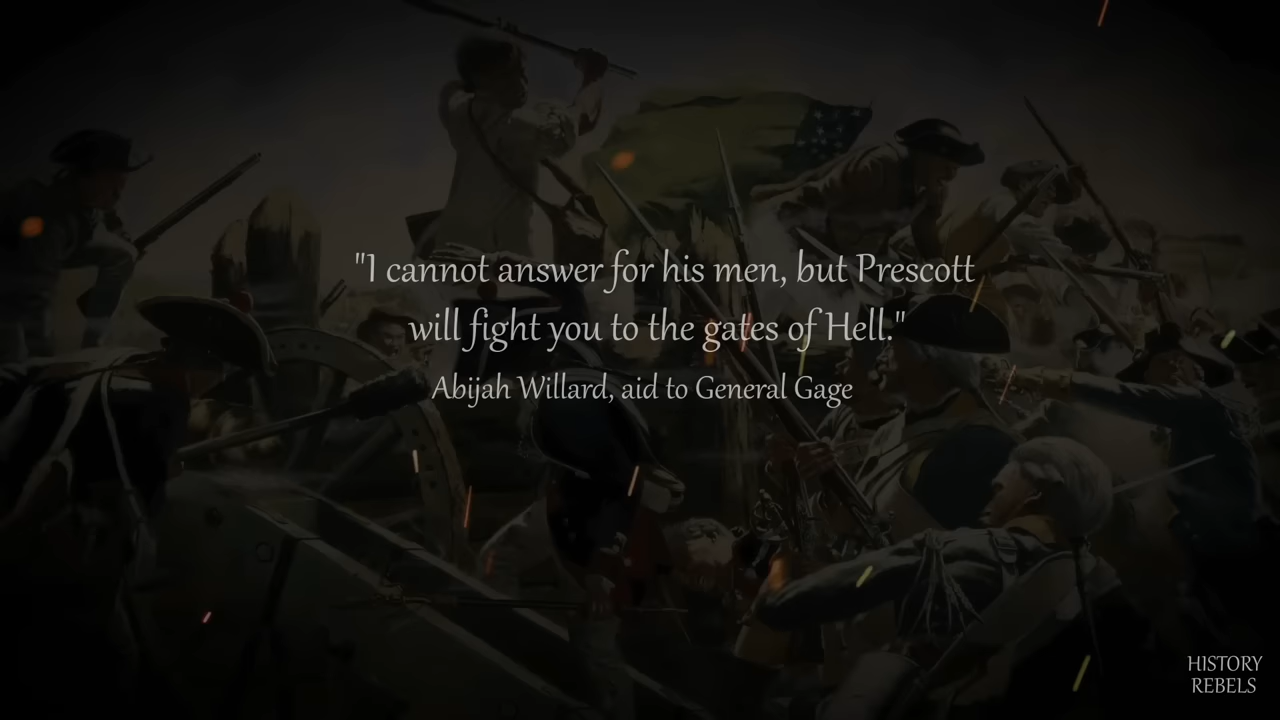 "I cannot answer for his men, but Prescott
will fight you to the gates of Hell."
Abijah Willard, aid to General Gage
HISTORY
REBELS